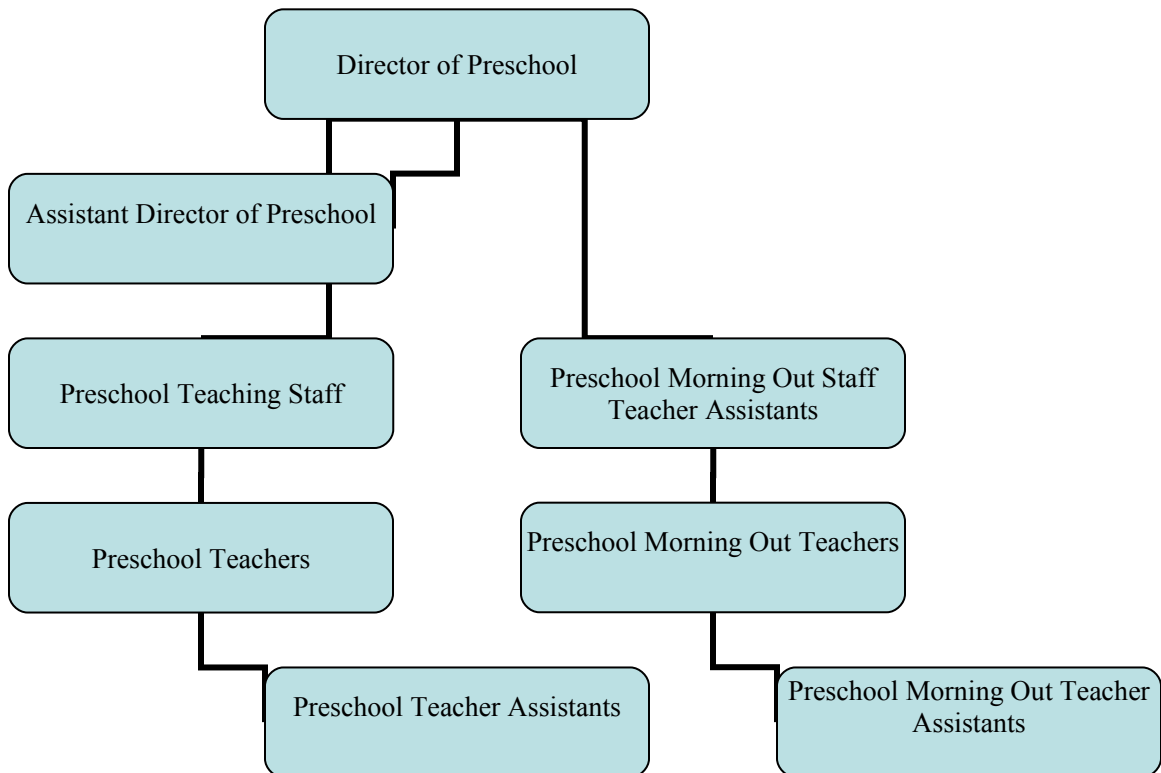 Director of Preschool
Assistant Director of Preschool
Preschool Teaching Staff
Preschool Morning Out Staff
Teacher Assistants
Preschool Teachers
Preschool Morning Out Teachers
Preschool Teacher Assistants
Preschool Morning Out Teacher
Assistants